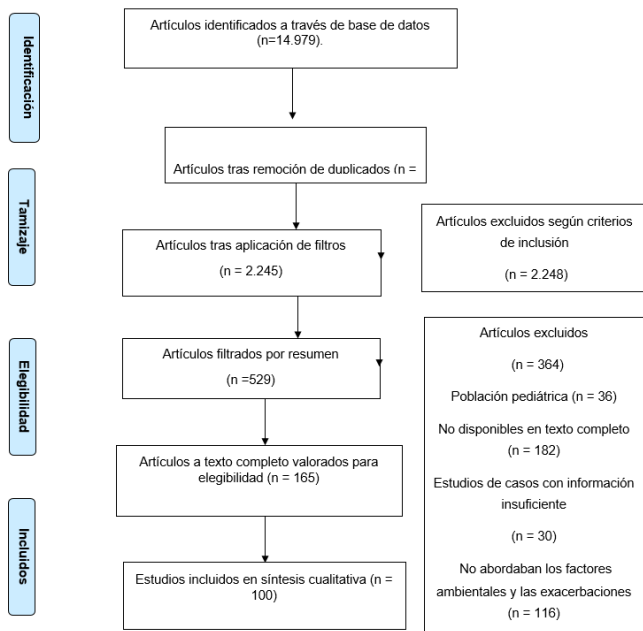 Identificación
Artículos identificados a través de base de datos
(n=14.979).
Artículos tras remoción de duplicados (n =
Tamizaje
Artículos tras aplicación de filtros
(n = 2.245)
Artículos excluidos según criterios
de inclusión
(n = 2.248)
Elegibilidad
Artículos filtrados por resumen
(n =529)
Artículos a texto completo valorados para
elegibilidad (n = 165)
Artículos excluidos
(n = 364)
Población pediátrica (n = 36)
No disponibles en texto completo
(n = 182)
Estudios de casos con información
insuficiente
(n = 30)
No abordaban los factores
ambientales y las exacerbaciones
(n = 116)
Incluidos
Estudios incluidos en síntesis cualitativa (n =
100)